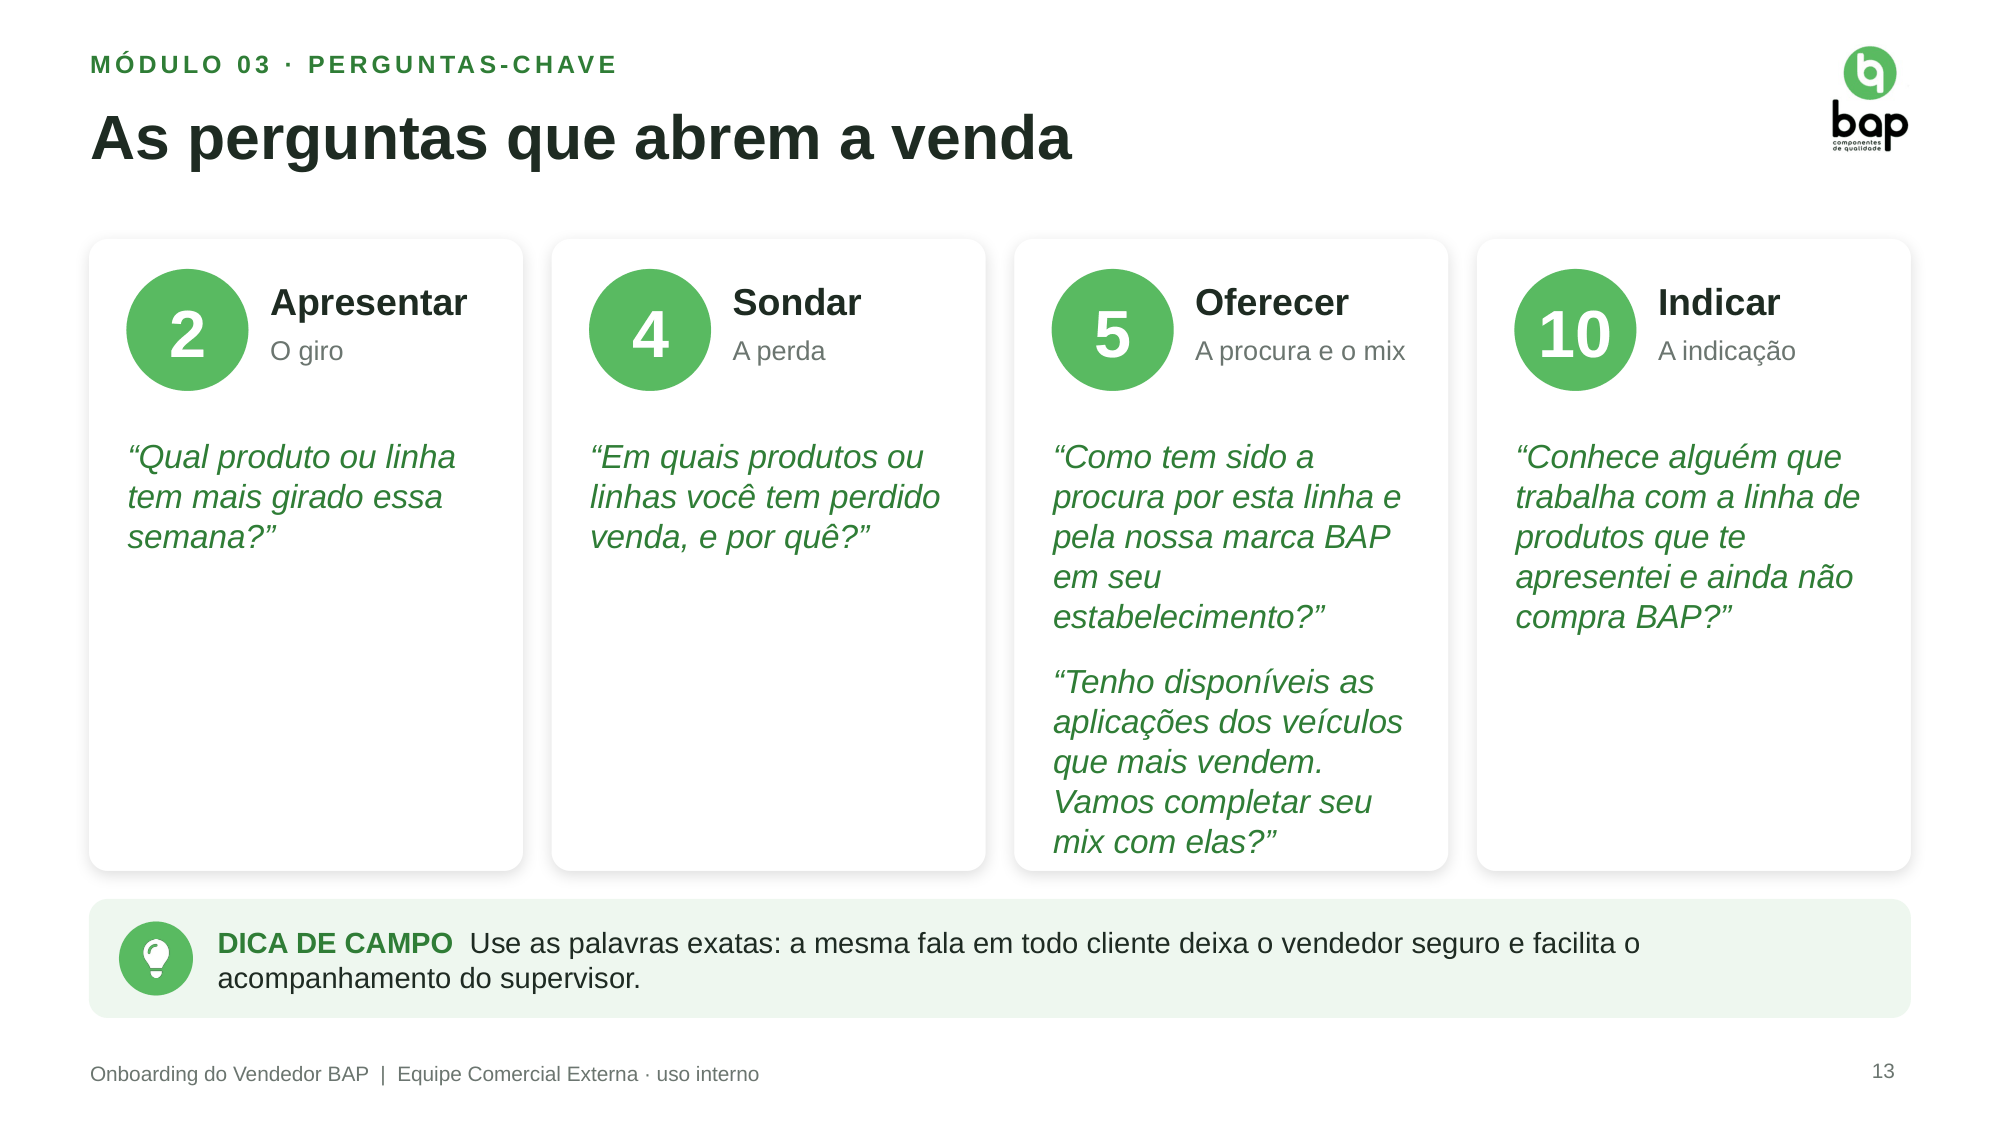 MÓDULO 03 · PERGUNTAS-CHAVE
As perguntas que abrem a venda
bap
componentes
de qualidade
2
Apresentar
O giro
“Qual produto ou linha
tem mais girado essa
semana?”
4
Sondar
A perda
“Em quais produtos ou
linhas você tem perdido
venda, e por quê?”
5
Oferecer
A procura e o mix
“Como tem sido a
procura por esta linha e
pela nossa marca BAP
em seu
estabelecimento?”
“Tenho disponíveis as
aplicações dos veículos
que mais vendem.
Vamos completar seu
mix com elas?”
10
Indicar
A indicação
“Conhece alguém que
trabalha com a linha de
produtos que te
apresentei e ainda não
compra BAP?”
DICA DE CAMPO Use as palavras exatas: a mesma fala em todo cliente deixa o vendedor seguro e facilita o
acompanhamento do supervisor.
Onboarding do Vendedor BAP | Equipe Comercial Externa · uso interno
13